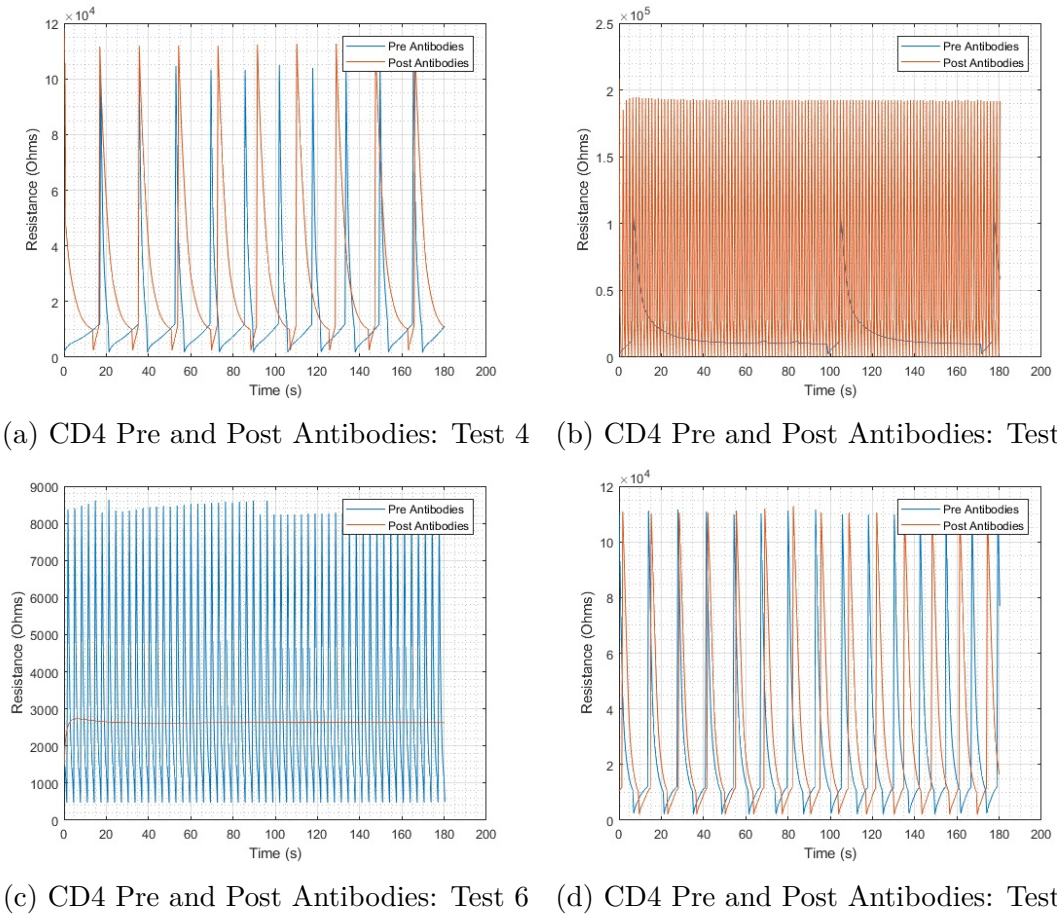 ×10⁴
12
10
8
6
4
2
0
Resistance (Ohms)
Pre Antibodies
Post Antibodies
0 20 40 60 80 100 120 140 160 180 200
Time (s)
(a) CD4 Pre and Post Antibodies: Test 4
×10⁵
2.5
2
1.5
1
0.5
0
Resistance (Ohms)
Pre Antibodies
Post Antibodies
0 20 40 60 80 100 120 140 160 180 200
Time (s)
(b) CD4 Pre and Post Antibodies: Test
9000
8000
7000
6000
5000
4000
3000
2000
1000
0
Resistance (Ohms)
Pre Antibodies
Post Antibodies
0 20 40 60 80 100 120 140 160 180 200
Time (s)
(c) CD4 Pre and Post Antibodies: Test 6
×10⁴
12
10
8
6
4
2
0
Resistance (Ohms)
Pre Antibodies
Post Antibodies
0 20 40 60 80 100 120 140 160 180 200
Time (s)
(d) CD4 Pre and Post Antibodies: Test